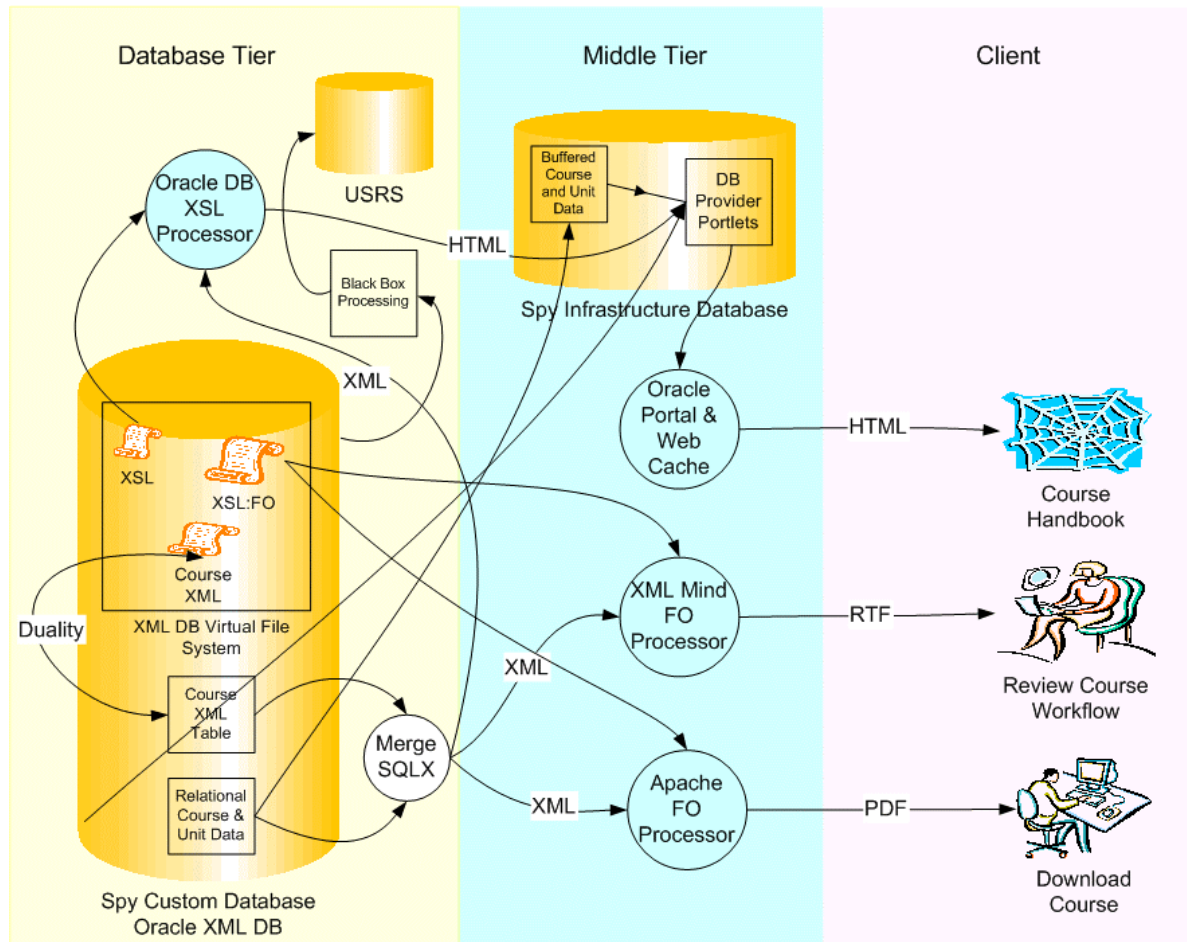 Database Tier
Middle Tier
Client
USRS
Oracle DB
XSL
Processor
Buffered
Course
and Unit
Data
DB
Provider
Portlets
HTML
Black Box
Processing
Spy Infrastructure Database
XML
Oracle
Portal &
Web
Cache
HTML
Course
Handbook
XSL
XSL:FO
Course
XML
XML DB Virtual File
System
Duality
XML Mind
FO
Processor
RTF
Review Course
Workflow
XML
Course
XML
Table
Merge
SQLX
Relational
Course &
Unit Data
XML
Apache
FO
Processor
PDF
Download
Course
Spy Custom Database
Oracle XML DB